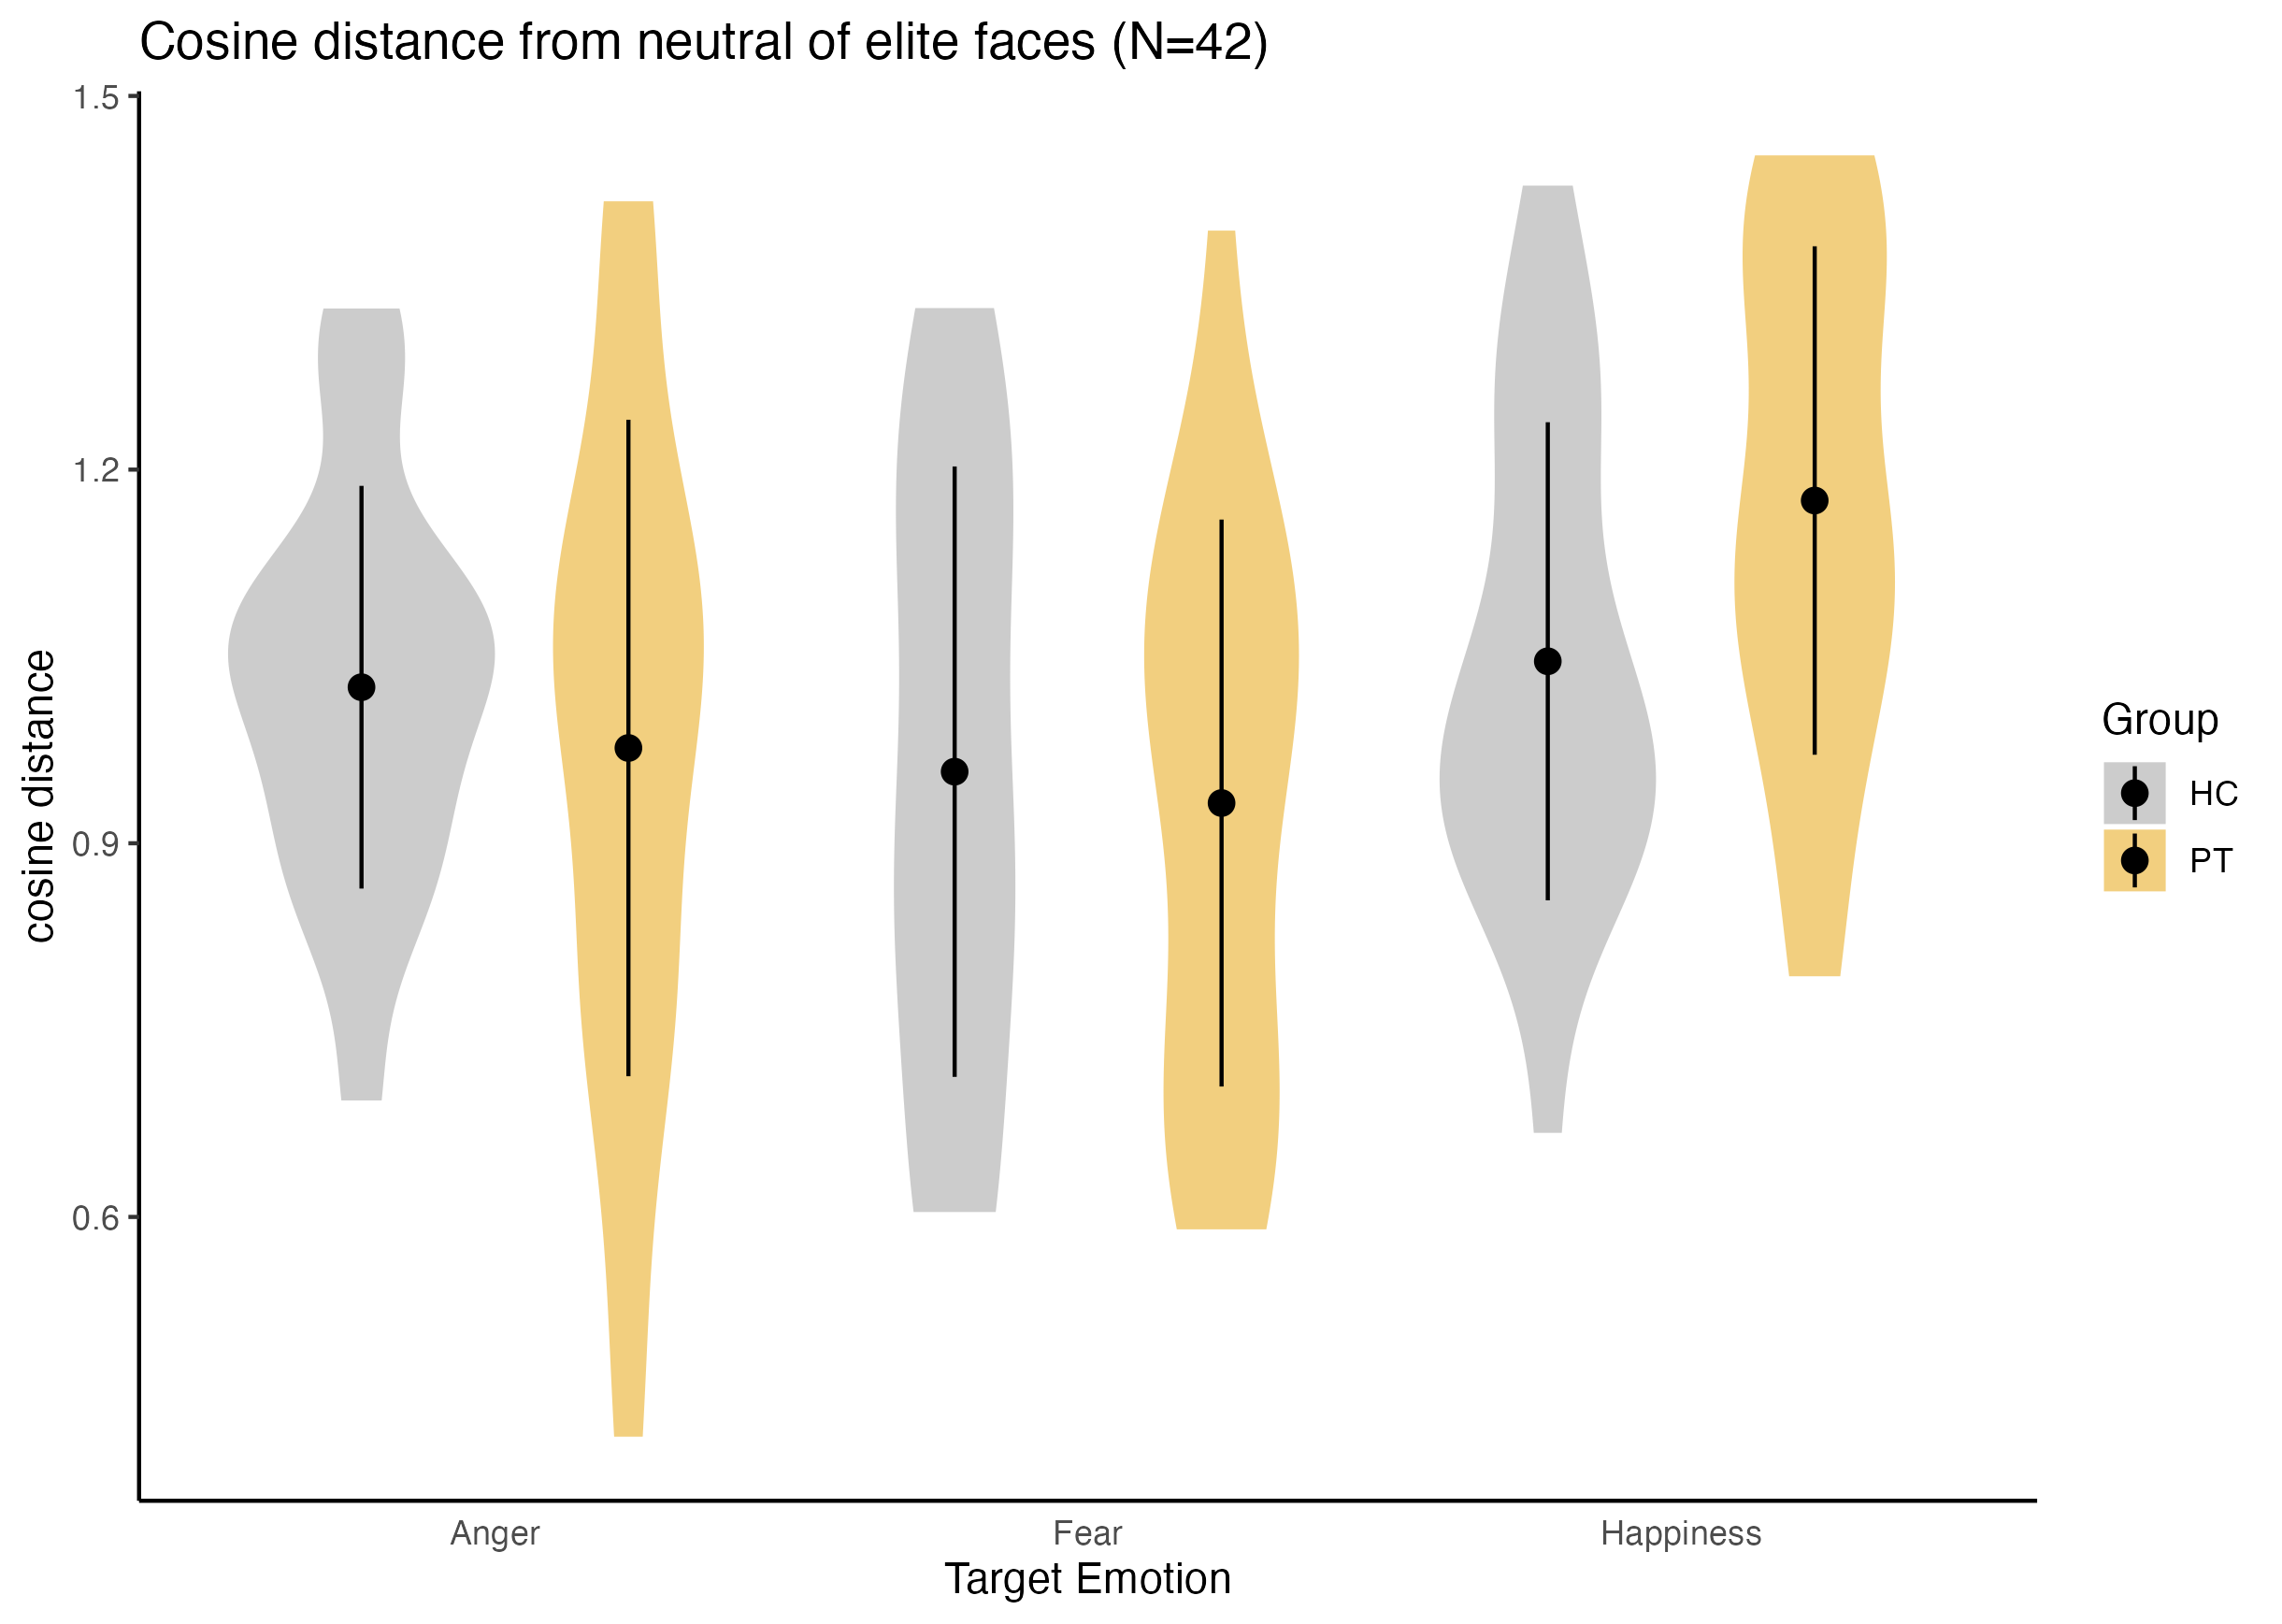 Cosine distance from neutral of elite faces (N=42)
1.5
1.2
0.9
0.6
cosine distance
Anger
Fear
Happiness
Target Emotion
Group
HC
PT